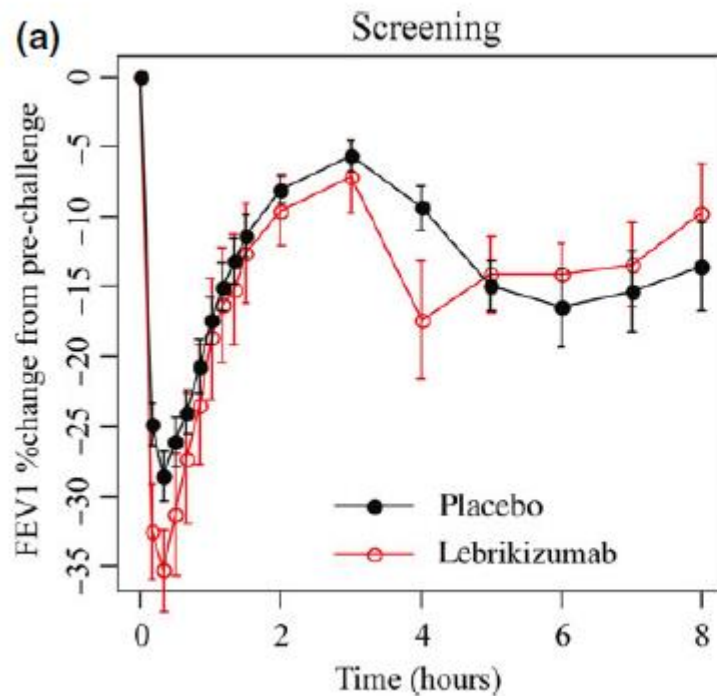 (a)
Screening
FEV1 %change from pre-challenge
0
−5
−10
−15
−20
−25
−30
−35
Placebo
Lebrikizumab
0 2 4 6 8
Time (hours)